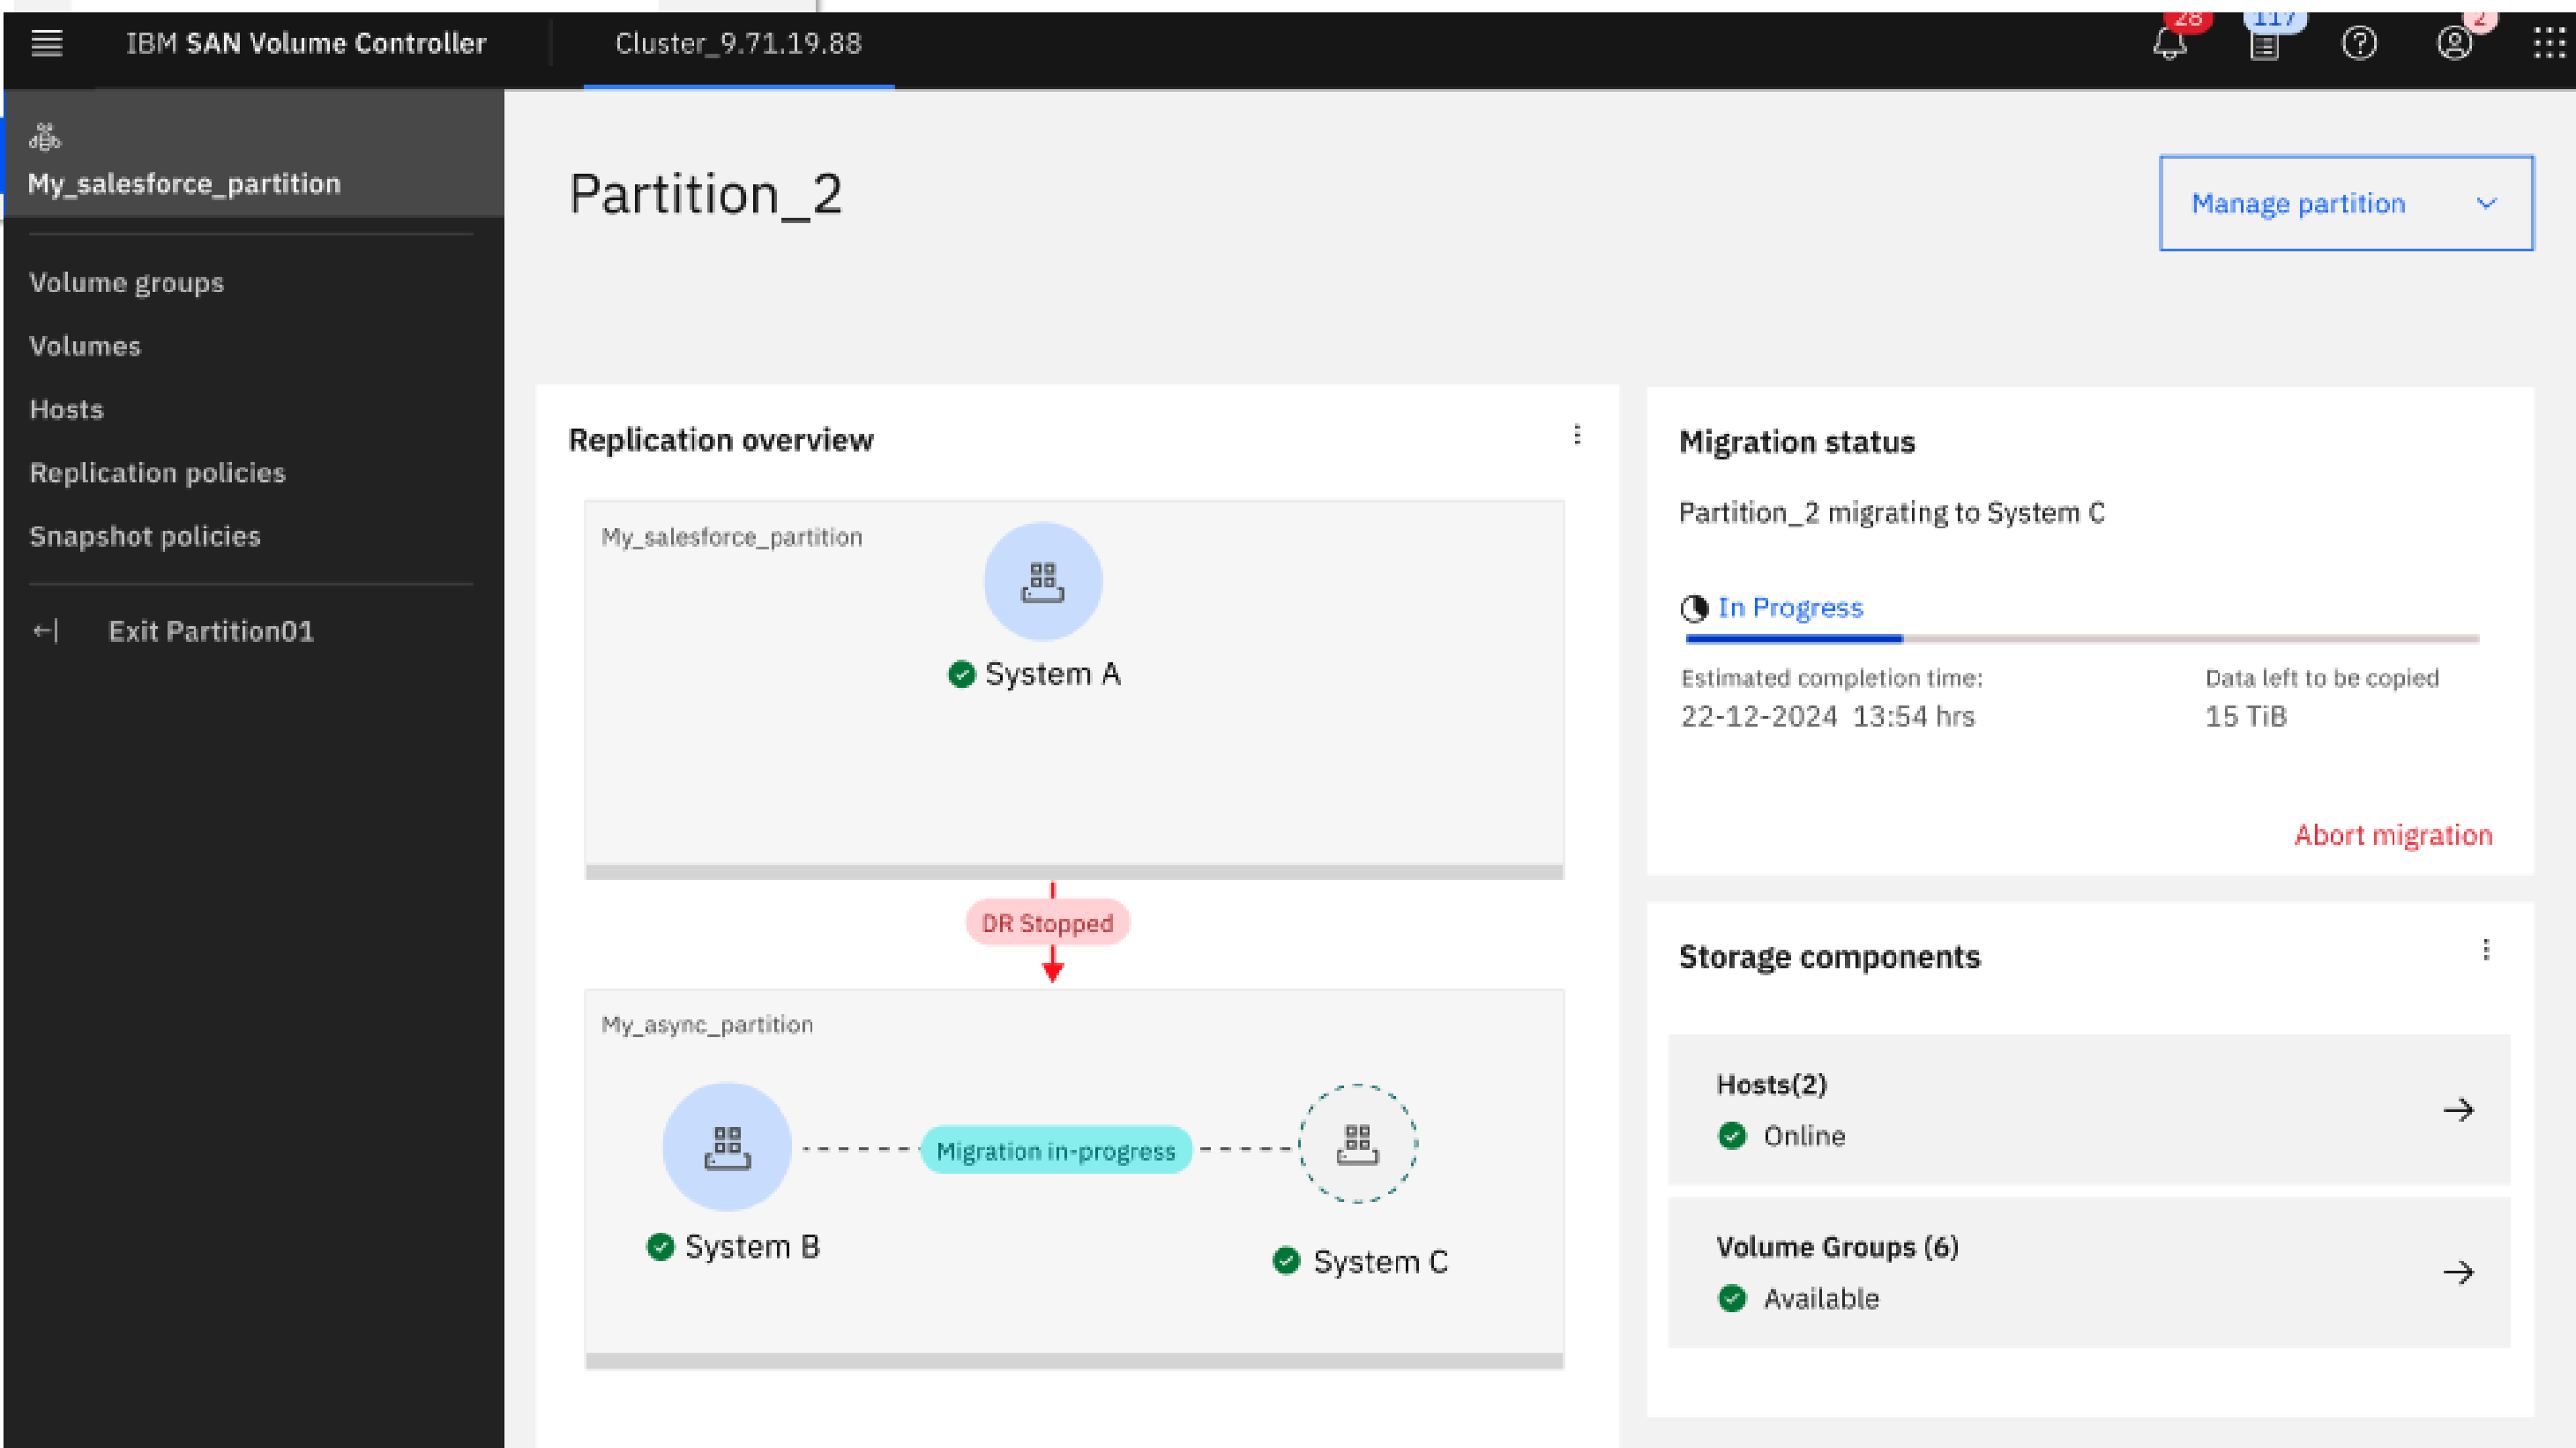 IBM SAN Volume Controller
Cluster_9.71.19.88
28
117
2
My_salesforce_partition
Volume groups
Volumes
Hosts
Replication policies
Snapshot policies
Exit Partition01
Partition_2
Manage partition
Replication overview
My_salesforce_partition
System A
DR Stopped
My_async_partition
Migration in-progress
System B
System C
Migration status
Partition_2 migrating to System C
In Progress
Estimated completion time:
22-12-2024 13:54 hrs
Data left to be copied
15 TiB
Abort migration
Storage components
Hosts(2)
Online
Volume Groups (6)
Available